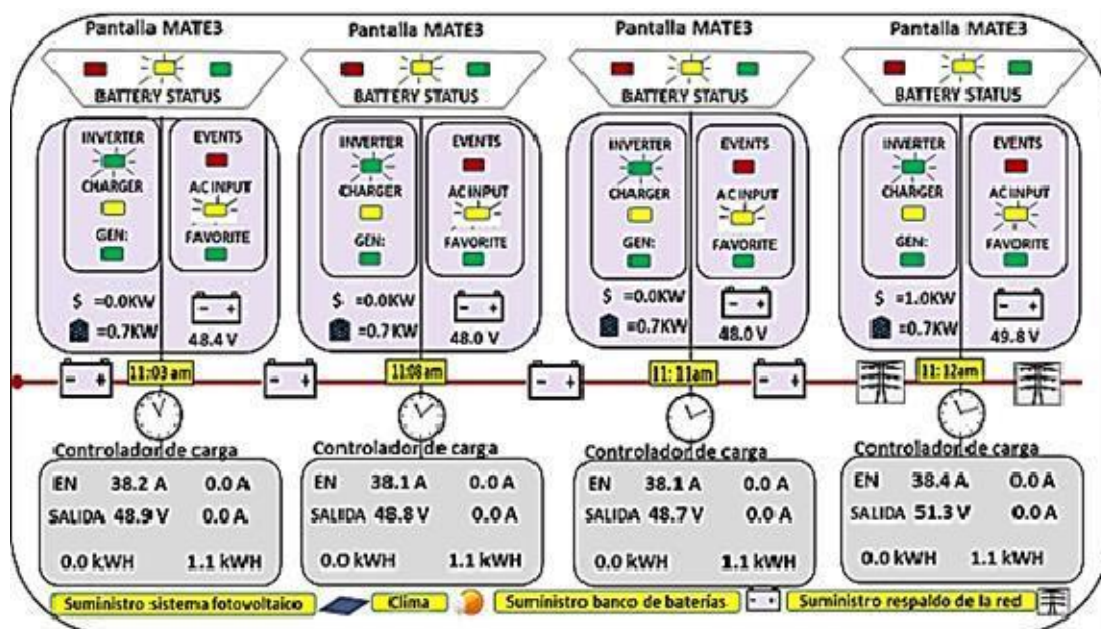 Pantalla MATE3
BATTERY STATUS
INVERTER EVENTS
CHARGER AC INPUT
GEN: FAVORITE
$ =0.0KW
=0.7KW 48.4 V
11:03 am
Controlador de carga
EN 38.2 A 0.0 A
SALIDA 48.9 V 0.0 A
0.0 kWH 1.1 kWH
Pantalla MATE3
BATTERY STATUS
INVERTER EVENTS
CHARGER AC INPUT
GEN: FAVORITE
$ =0.0KW
=0.7KW 48.0 V
11:08 am
Controlador de carga
EN 38.1 A 0.0 A
SALIDA 48.8 V 0.0 A
0.0 kWH 1.1 kWH
Pantalla MATE3
BATTERY STATUS
INVERTER EVENTS
CHARGER AC INPUT
GEN: FAVORITE
$ =0.0KW
=0.7KW 48.0 V
11: 11am
Controlador de carga
EN 38.1 A 0.0 A
SALIDA 48.7 V 0.0 A
0.0 kWH 1.1 kWH
Pantalla MATE3
BATTERY STATUS
INVERTER EVENTS
CHARGER AC INPUT
GEN: FAVORITE
$ =1.0KW
=0.7KW 49.8 V
11: 12am
Controlador de carga
EN 38.4 A 0.0 A
SALIDA 51.3 V 0.0 A
0.0 kWH 1.1 kWH
Suministro sistema fotovoltaico Clima Suministro banco de baterías Suministro respaldo de la red